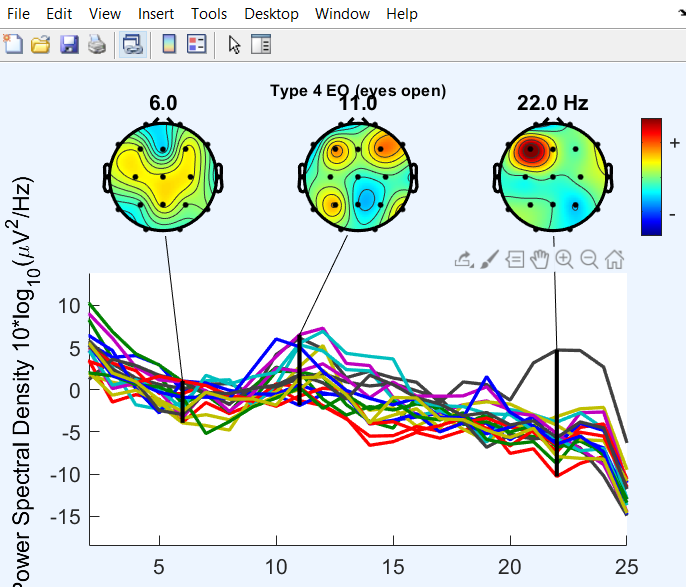 File Edit View Insert Tools Desktop Window Help
Type 4 EO (eyes open)
6.0 11.0 22.0 Hz
+
-
Power Spectral Density 10*log10(μV2/Hz)
10
5
0
-5
-10
-15
5 10 15 20 25